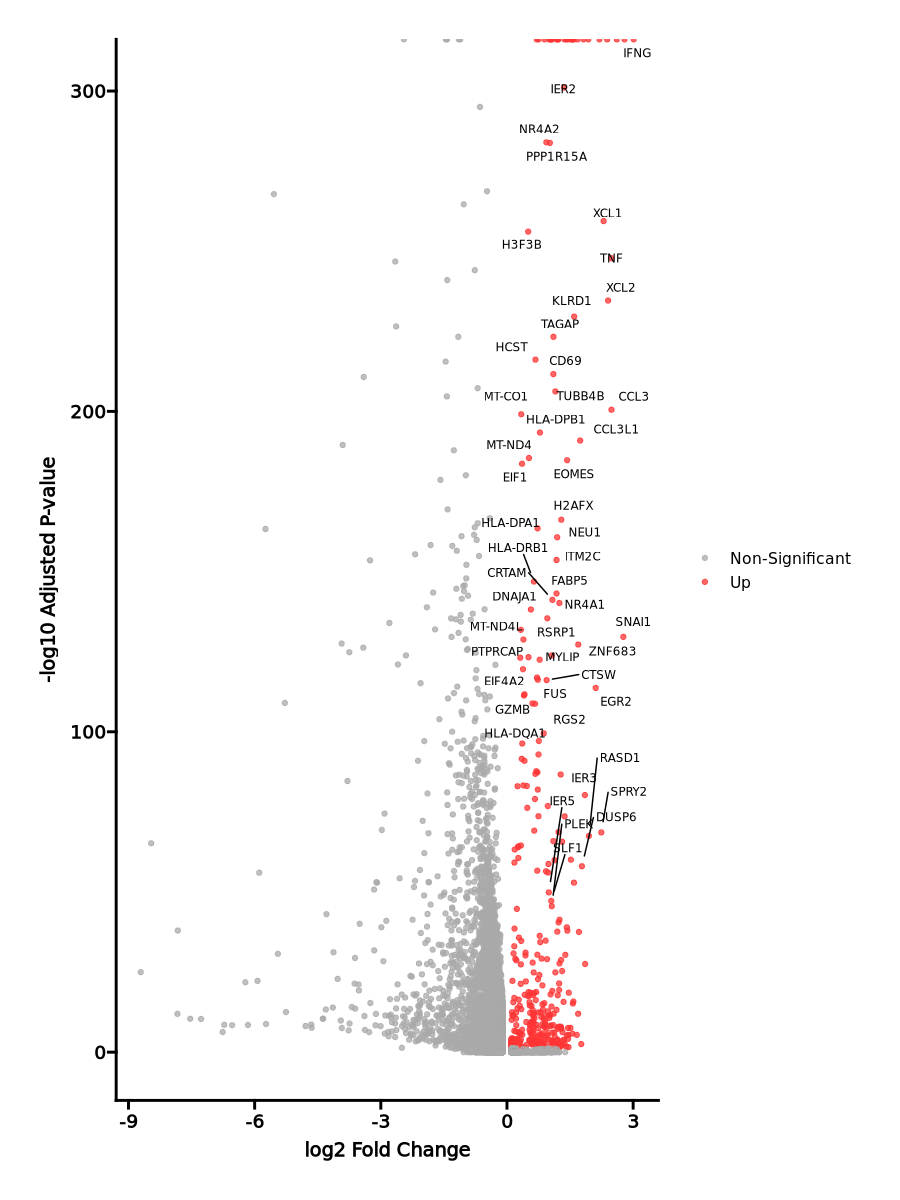 IFNG
300
IER2
NR4A2
PPP1R15A
XCL1
H3F3B
TNF
XCL2
KLRD1
TAGAP
HCST
CD69
MT-CO1
TUBB4B
CCL3
200
HLA-DPB1
CCL3L1
MT-ND4
EIF1
EOMES
H2AFX
HLA-DPA1
NEU1
HLA-DRB1
ITM2C
Non-Significant
CRTAM
FABP5
Up
DNAJA1
NR4A1
MT-ND4L
RSRP1
SNAI1
PTPRCAP
MYLIP
ZNF683
EIF4A2
CTSW
FUS
EGR2
GZMB
RGS2
100
HLA-DQA1
RASD1
IER3
SPRY2
IER5
PLEK
DUSP6
SLF1
0
-log10 Adjusted P-value
-9
-6
-3
0
3
log2 Fold Change